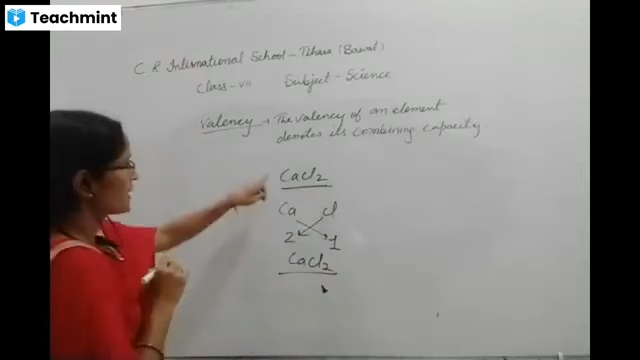 Teachmint
C R International School - Jhara (Bawal)
Class - VII Subject - Science
Valency → The valency of an element
denotes its combining capacity.
CaCl2
Ca Cl
2 1
CaCl2